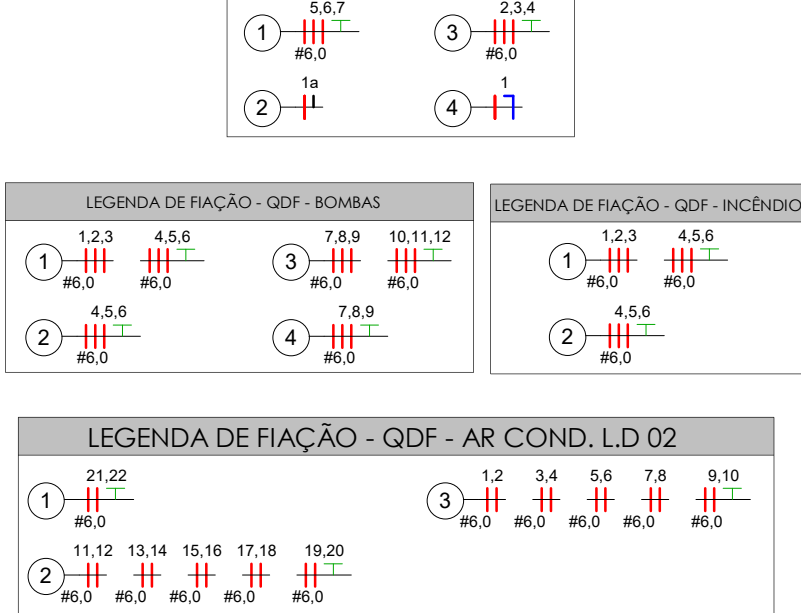 5,6,7 2,3,4
1 3
#6,0 #6,0
1a 1
2 4
LEGENDA DE FIAÇÃO - QDF - BOMBAS
1,2,3 4,5,6 7,8,9 10,11,12
1 3
#6,0 #6,0 #6,0 #6,0
4,5,6 7,8,9
2 4
#6,0 #6,0
LEGENDA DE FIAÇÃO - QDF - INCÊNDIO
1,2,3 4,5,6
1
#6,0 #6,0
4,5,6
2
#6,0
LEGENDA DE FIAÇÃO - QDF - AR COND. L.D 02
21,22 1,2 3,4 5,6 7,8 9,10
1 3
#6,0 #6,0 #6,0 #6,0 #6,0 #6,0
11,12 13,14 15,16 17,18 19,20
2
#6,0 #6,0 #6,0 #6,0 #6,0